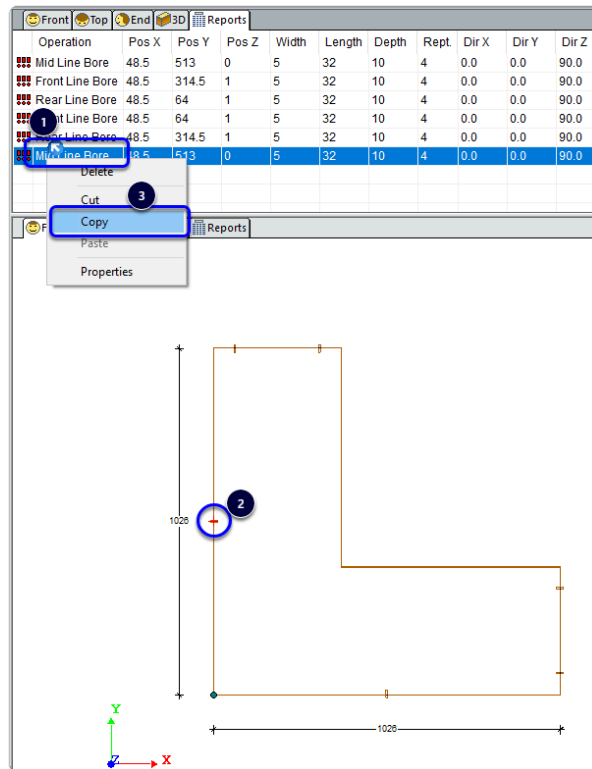 Front Top End 3D Reports
Operation Pos X Pos Y Pos Z Width Length Depth Rept. Dir X Dir Y Dir Z
Mid Line Bore 48.5 513 0 5 32 10 4 0.0 0.0 90.0
Front Line Bore 48.5 314.5 1 5 32 10 4 0.0 0.0 90.0
Rear Line Bore 48.5 64 1 5 32 10 4 0.0 0.0 90.0
Line Bore 48.5 64 1 5 32 10 4 0.0 0.0 90.0
1
Rear Line Bore 48.5 314.5 1 5 32 10 4 0.0 0.0 90.0
Mid Line Bore 48.5 513 0 5 32 10 4 0.0 0.0 90.0
Delete
Cut
3
Copy
Reports
Paste
Properties
2
1026
1026
Y
Z
X